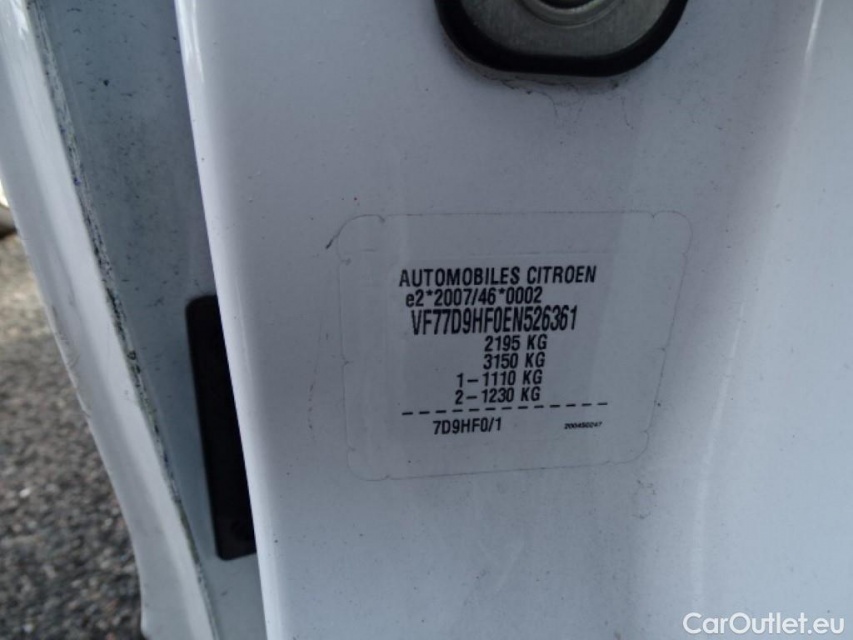 AUTOMOBILES CITROEN
e2*2007/46*0002
VF77D9HF0EN526361
2195 KG
3150 KG
1-1110 KG
2-1230 KG
7D9HF0/1
200450247
CarOutlet.eu